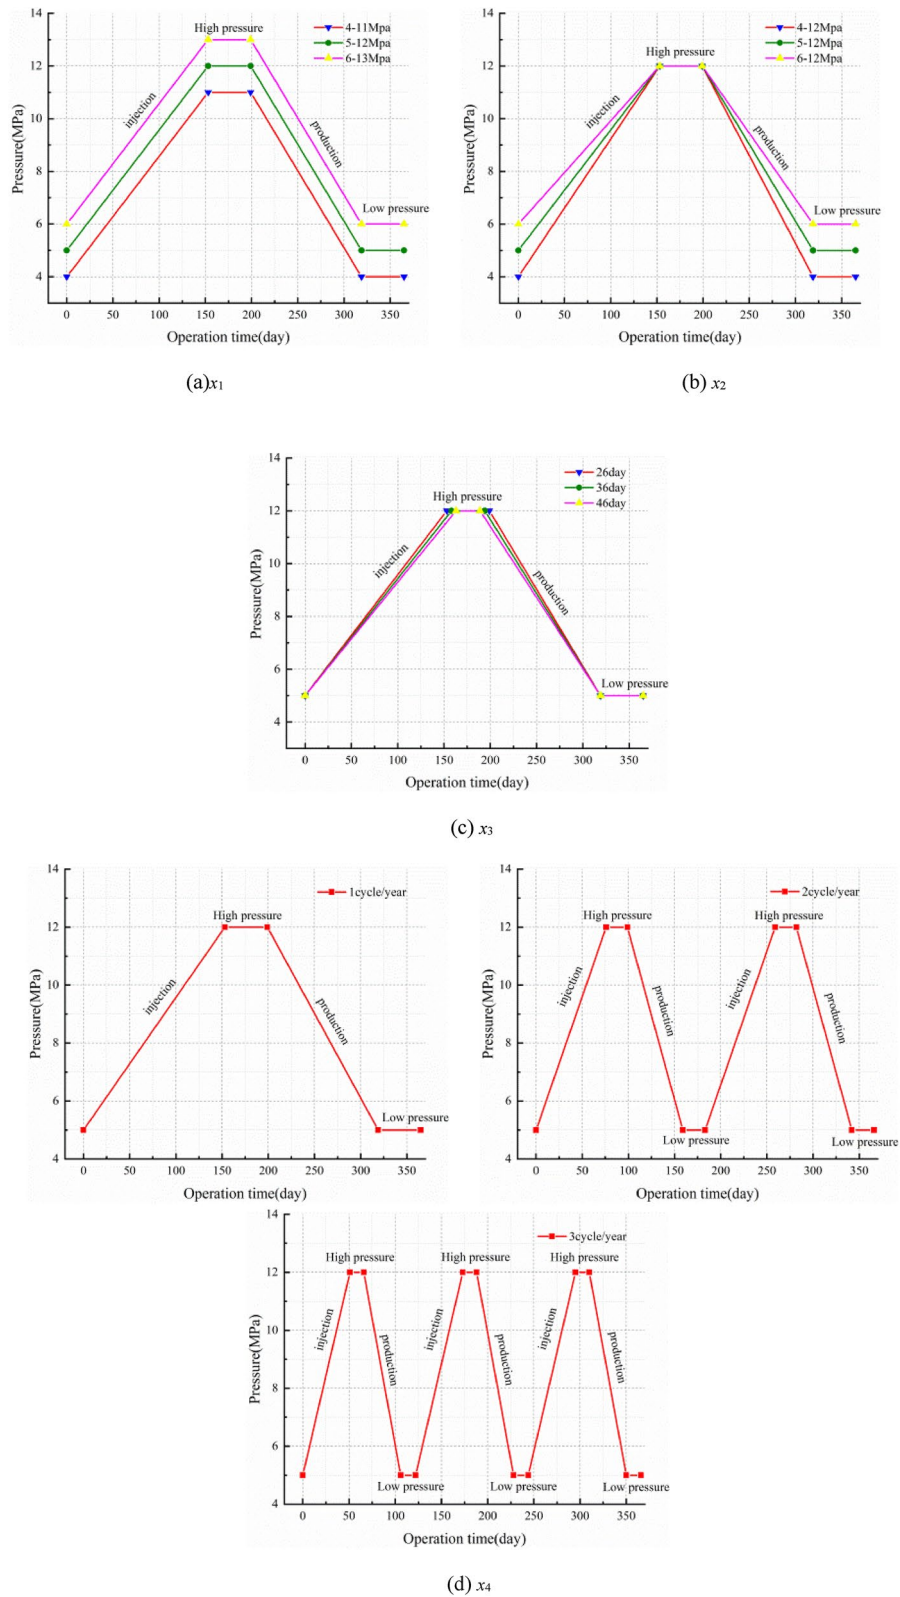 14
12
10
8
6
4
Pressure(MPa)
High pressure
injection
production
Low pressure
4-11Mpa
5-12Mpa
6-13Mpa
0 50 100 150 200 250 300 350
Operation time(day)
(a)x1
14
12
10
8
6
4
Pressure(MPa)
High pressure
injection
production
Low pressure
4-12Mpa
5-12Mpa
6-12Mpa
0 50 100 150 200 250 300 350
Operation time(day)
(b) x2
14
12
10
8
6
4
Pressure(MPa)
High pressure
injection
production
Low pressure
26day
36day
46day
0 50 100 150 200 250 300 350
Operation time(day)
(c) x3
14
12
10
8
6
4
Pressure(MPa)
1cycle/year
High pressure
injection
production
Low pressure
0 50 100 150 200 250 300 350
Operation time(day)
14
12
10
8
6
4
Pressure(MPa)
2cycle/year
High pressure High pressure
injection
production
injection
production
Low pressure Low pressure
0 50 100 150 200 250 300 350
Operation time(day)
14
12
10
8
6
4
Pressure(MPa)
3cycle/year
High pressure High pressure High pressure
injection
production
injection
production
injection
production
Low pressure Low pressure Low pressure
0 50 100 150 200 250 300 350
Operation time(day)
(d) x4